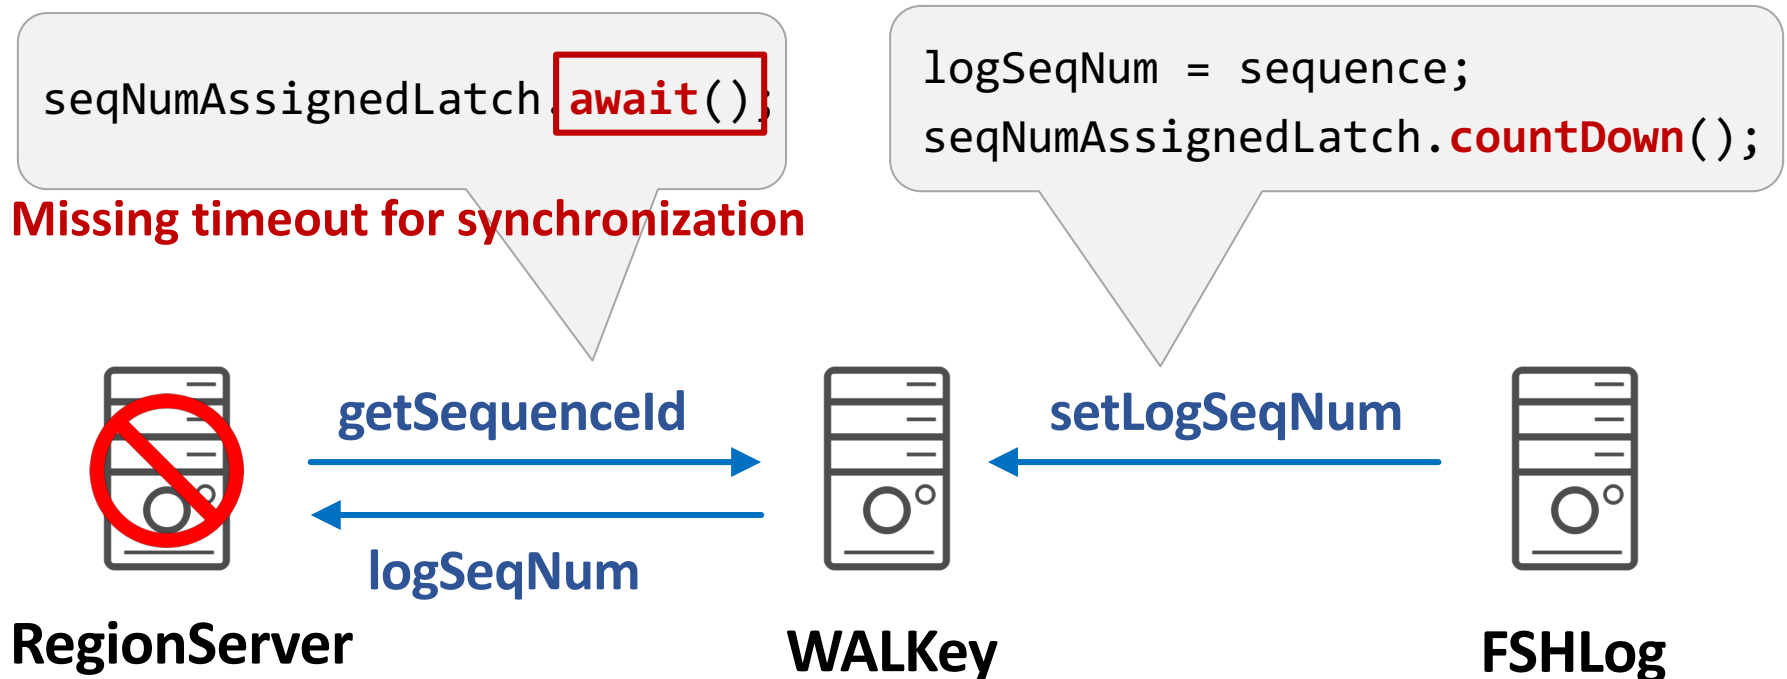 seqNumAssignedLatch.await();
Missing timeout for synchronization
logSeqNum = sequence;
seqNumAssignedLatch.countDown();
getSequenceId
logSeqNum
setLogSeqNum
RegionServer
WALKey
FSHLog